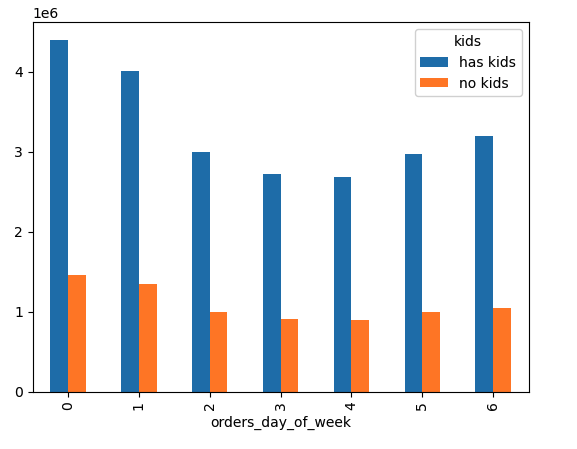 1e6
kids
has kids
no kids
4
3
2
1
0
0 1 2 3 4 5 6
orders_day_of_week